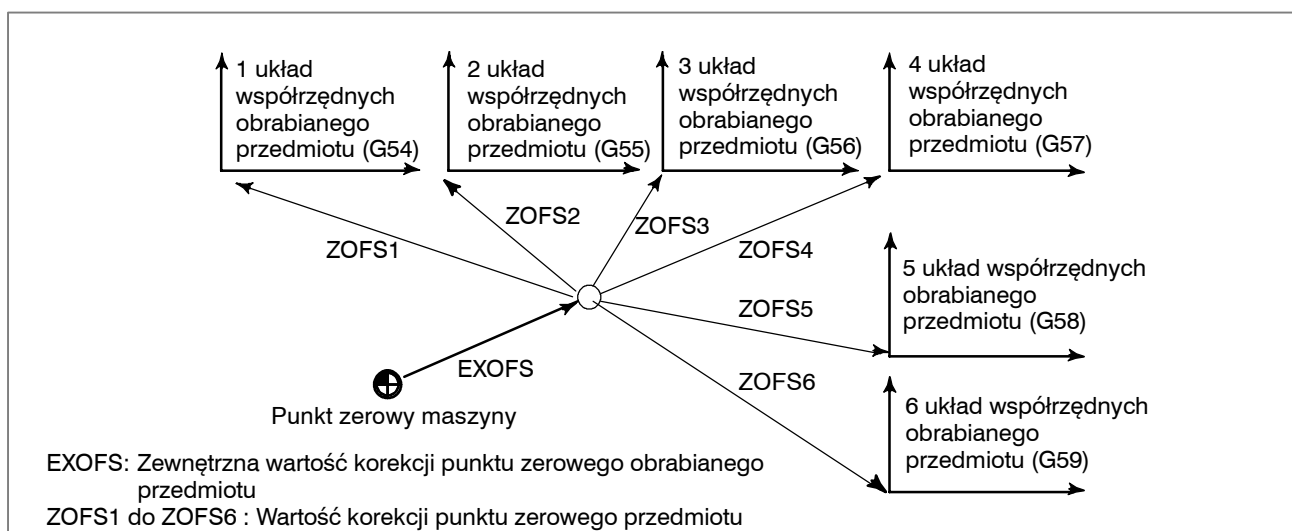 1 układ
współrzędnych
obrabianego
przedmiotu (G54)
2 układ
współrzędnych
obrabianego
przedmiotu (G55)
3 układ
współrzędnych
obrabianego
przedmiotu (G56)
4 układ
współrzędnych
obrabianego
przedmiotu (G57)
ZOFS1
ZOFS2
ZOFS3
ZOFS4
ZOFS5
5 układ współrzędnych
obrabianego
przedmiotu (G58)
EXOFS
ZOFS6
Punkt zerowy maszyny
6 układ współrzędnych
obrabianego
przedmiotu (G59)
EXOFS: Zewnętrzna wartość korekcji punktu zerowego obrabianego
przedmiotu
ZOFS1 do ZOFS6 : Wartość korekcji punktu zerowego przedmiotu